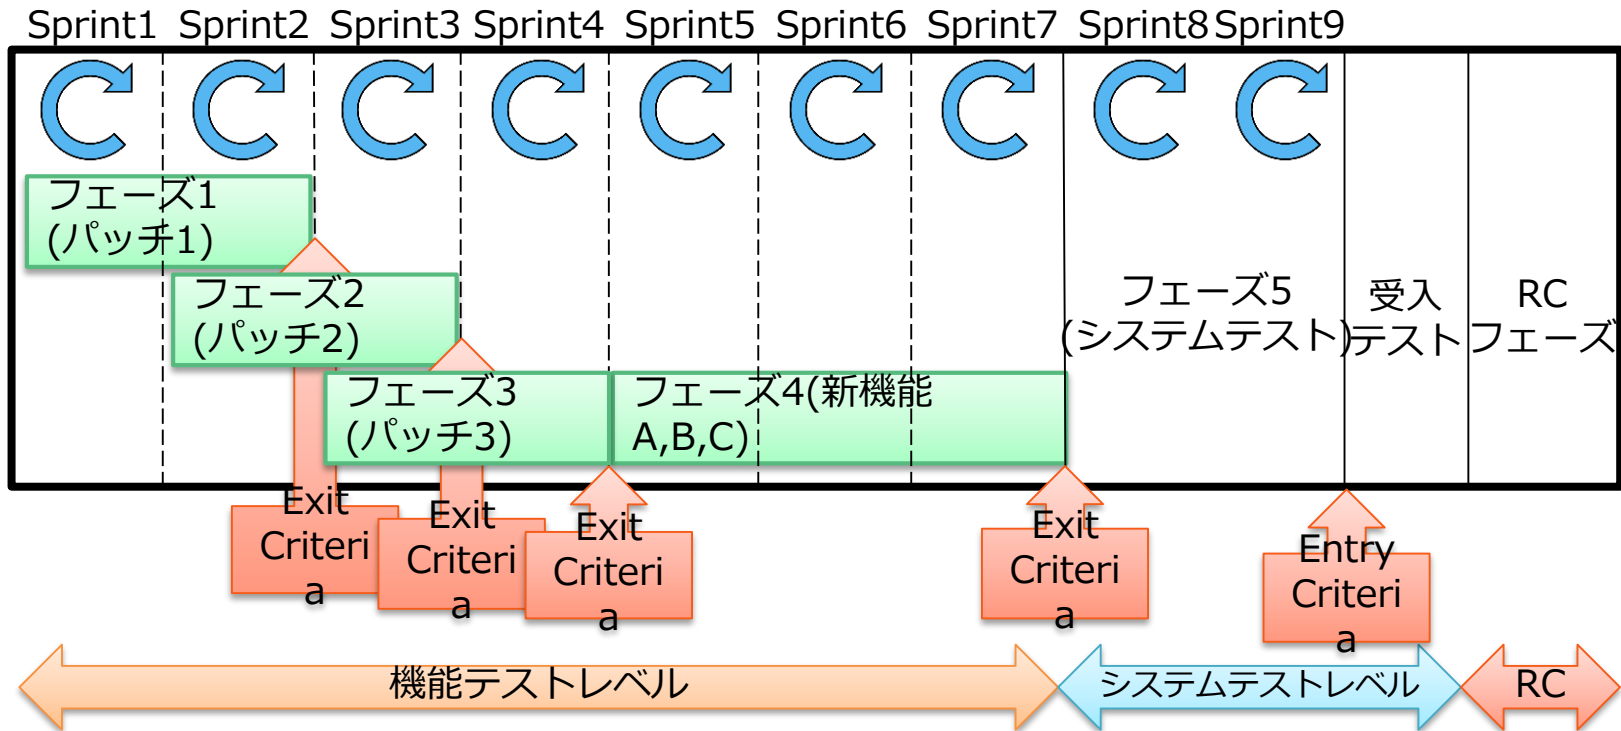 Sprint1 Sprint2 Sprint3 Sprint4 Sprint5 Sprint6 Sprint7 Sprint8 Sprint9
フェーズ1
(パッチ1)
フェーズ2
(パッチ2)
フェーズ3
(パッチ3)
フェーズ4(新機能
A,B,C)
フェーズ5
(システムテスト)
受入
テスト
RC
フェーズ
Exit
Criteri
a
Exit
Criteri
a
Exit
Criteri
a
Exit
Criteri
a
Entry
Criteri
a
機能テストレベル
システムテストレベル
RC